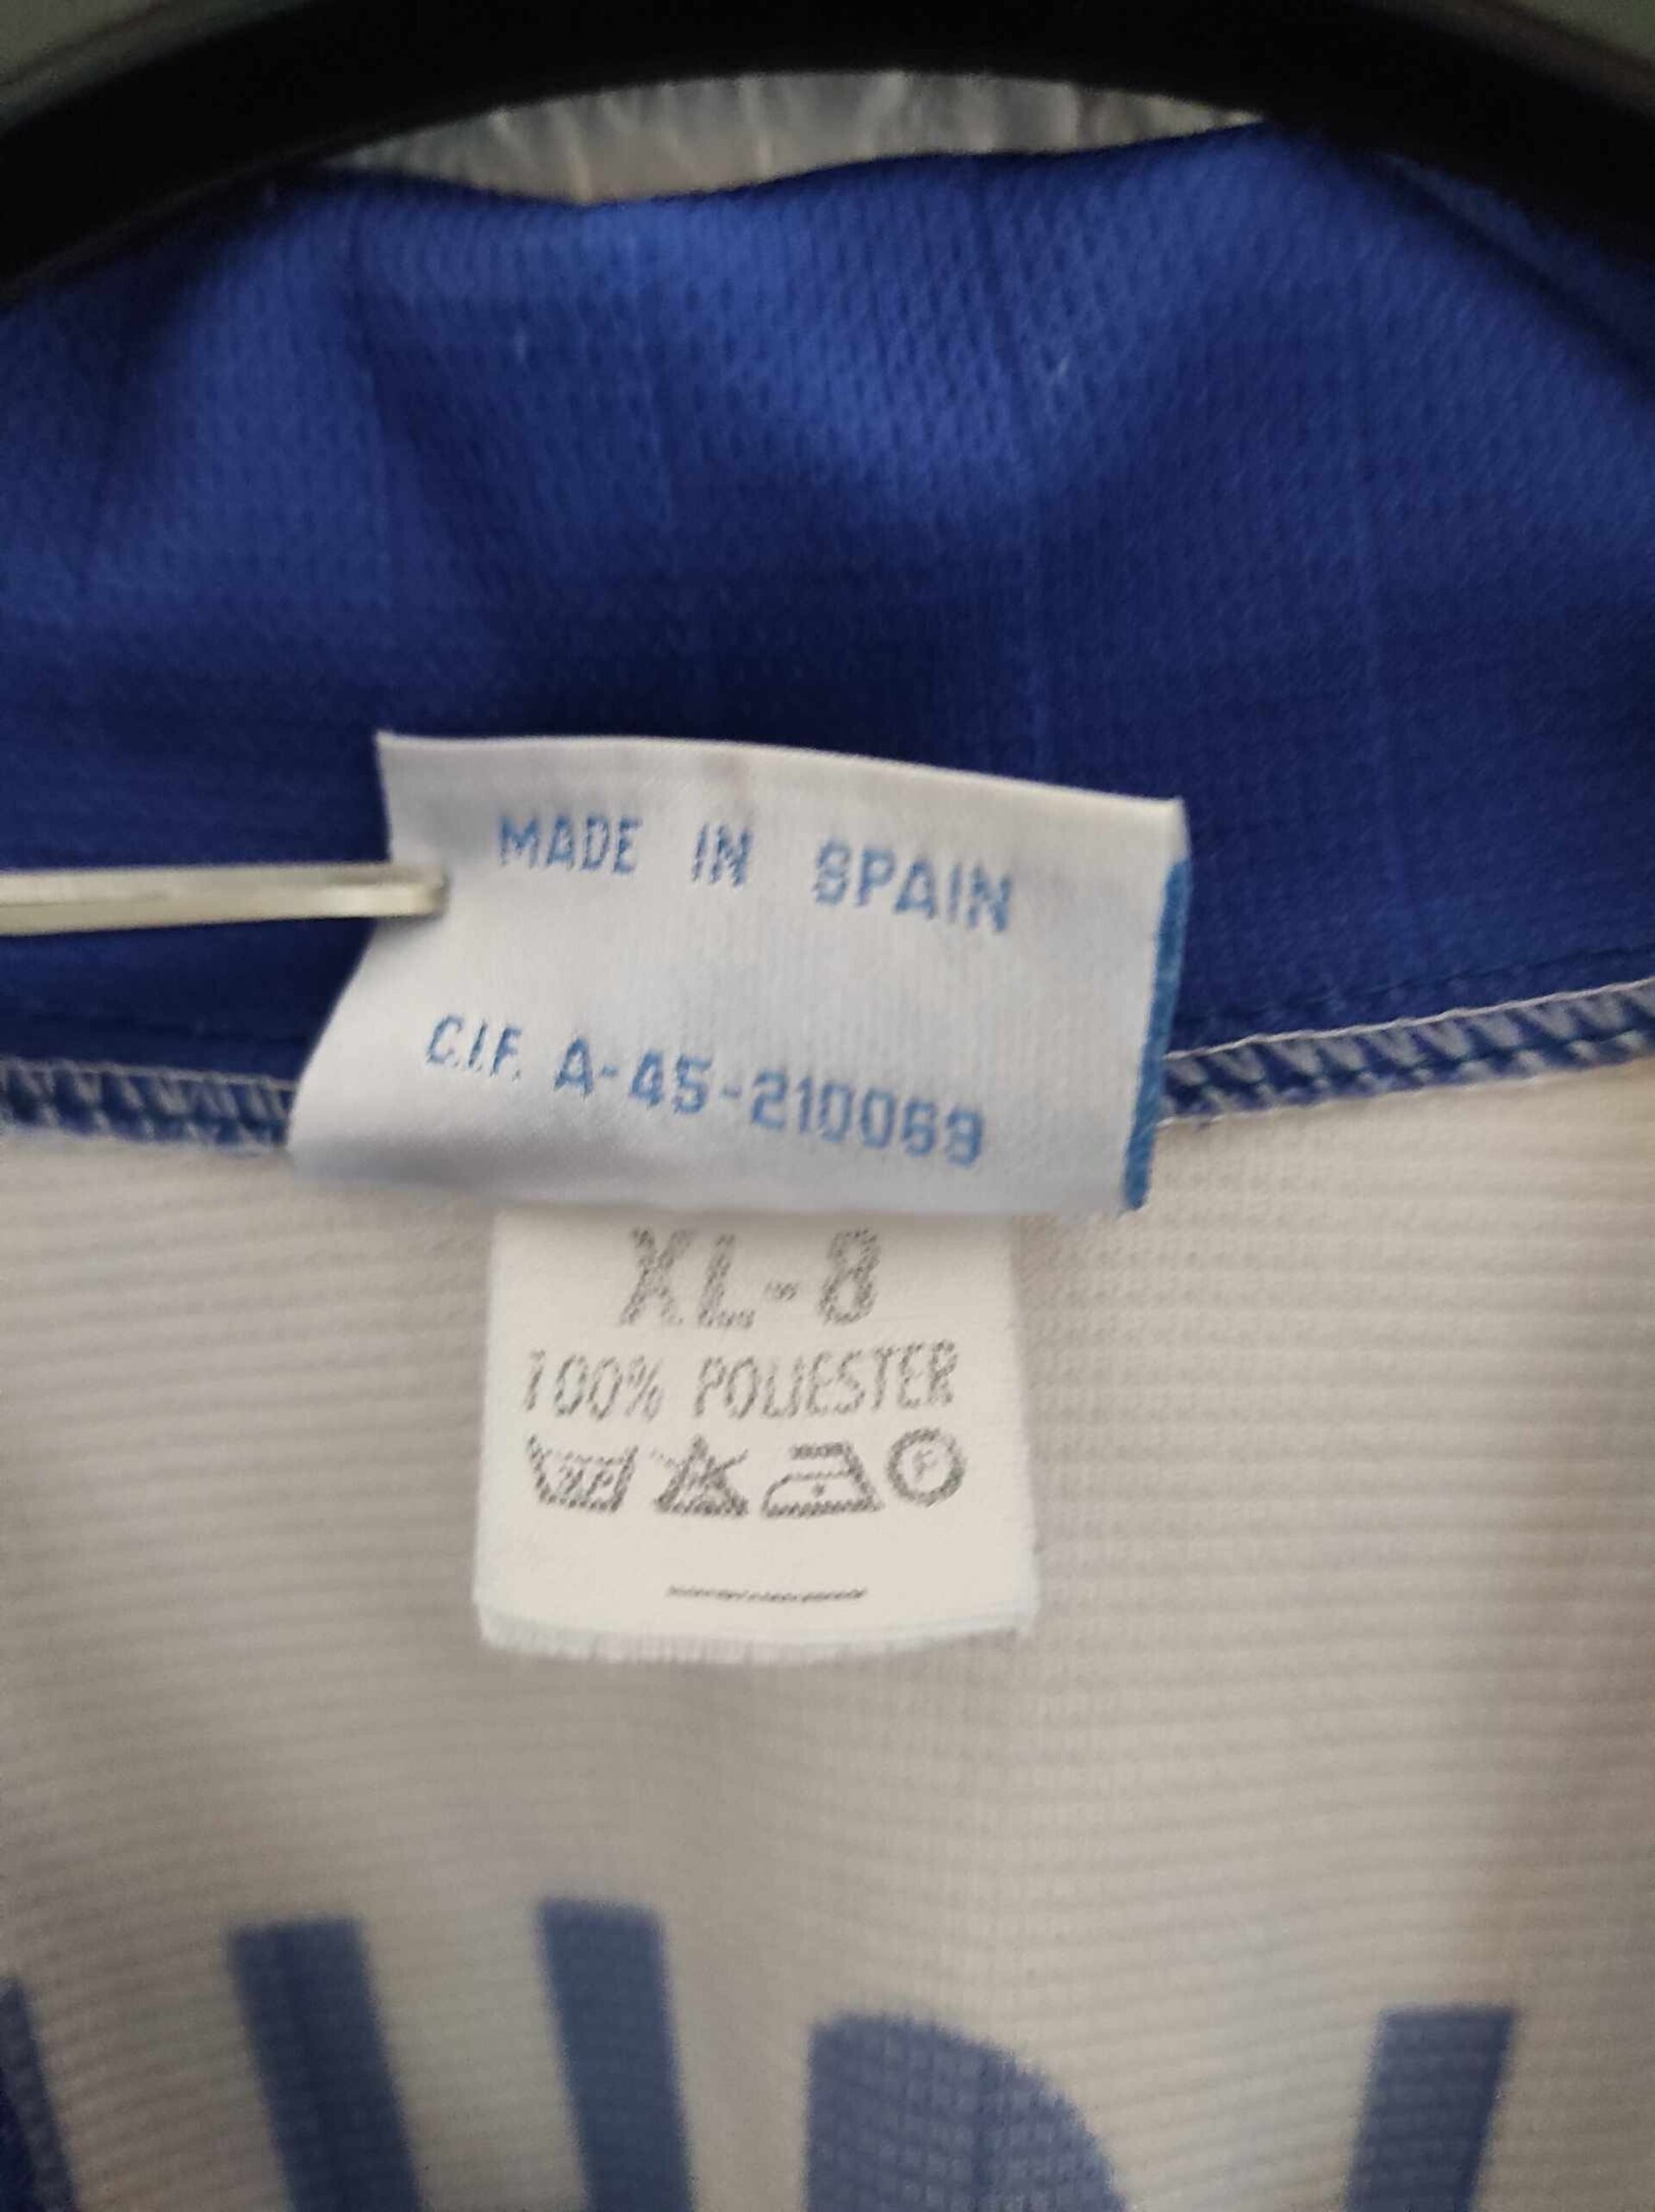 MADE IN SPAIN
C.I.F. A-45-210069
XL-8
100% POLIESTER
F